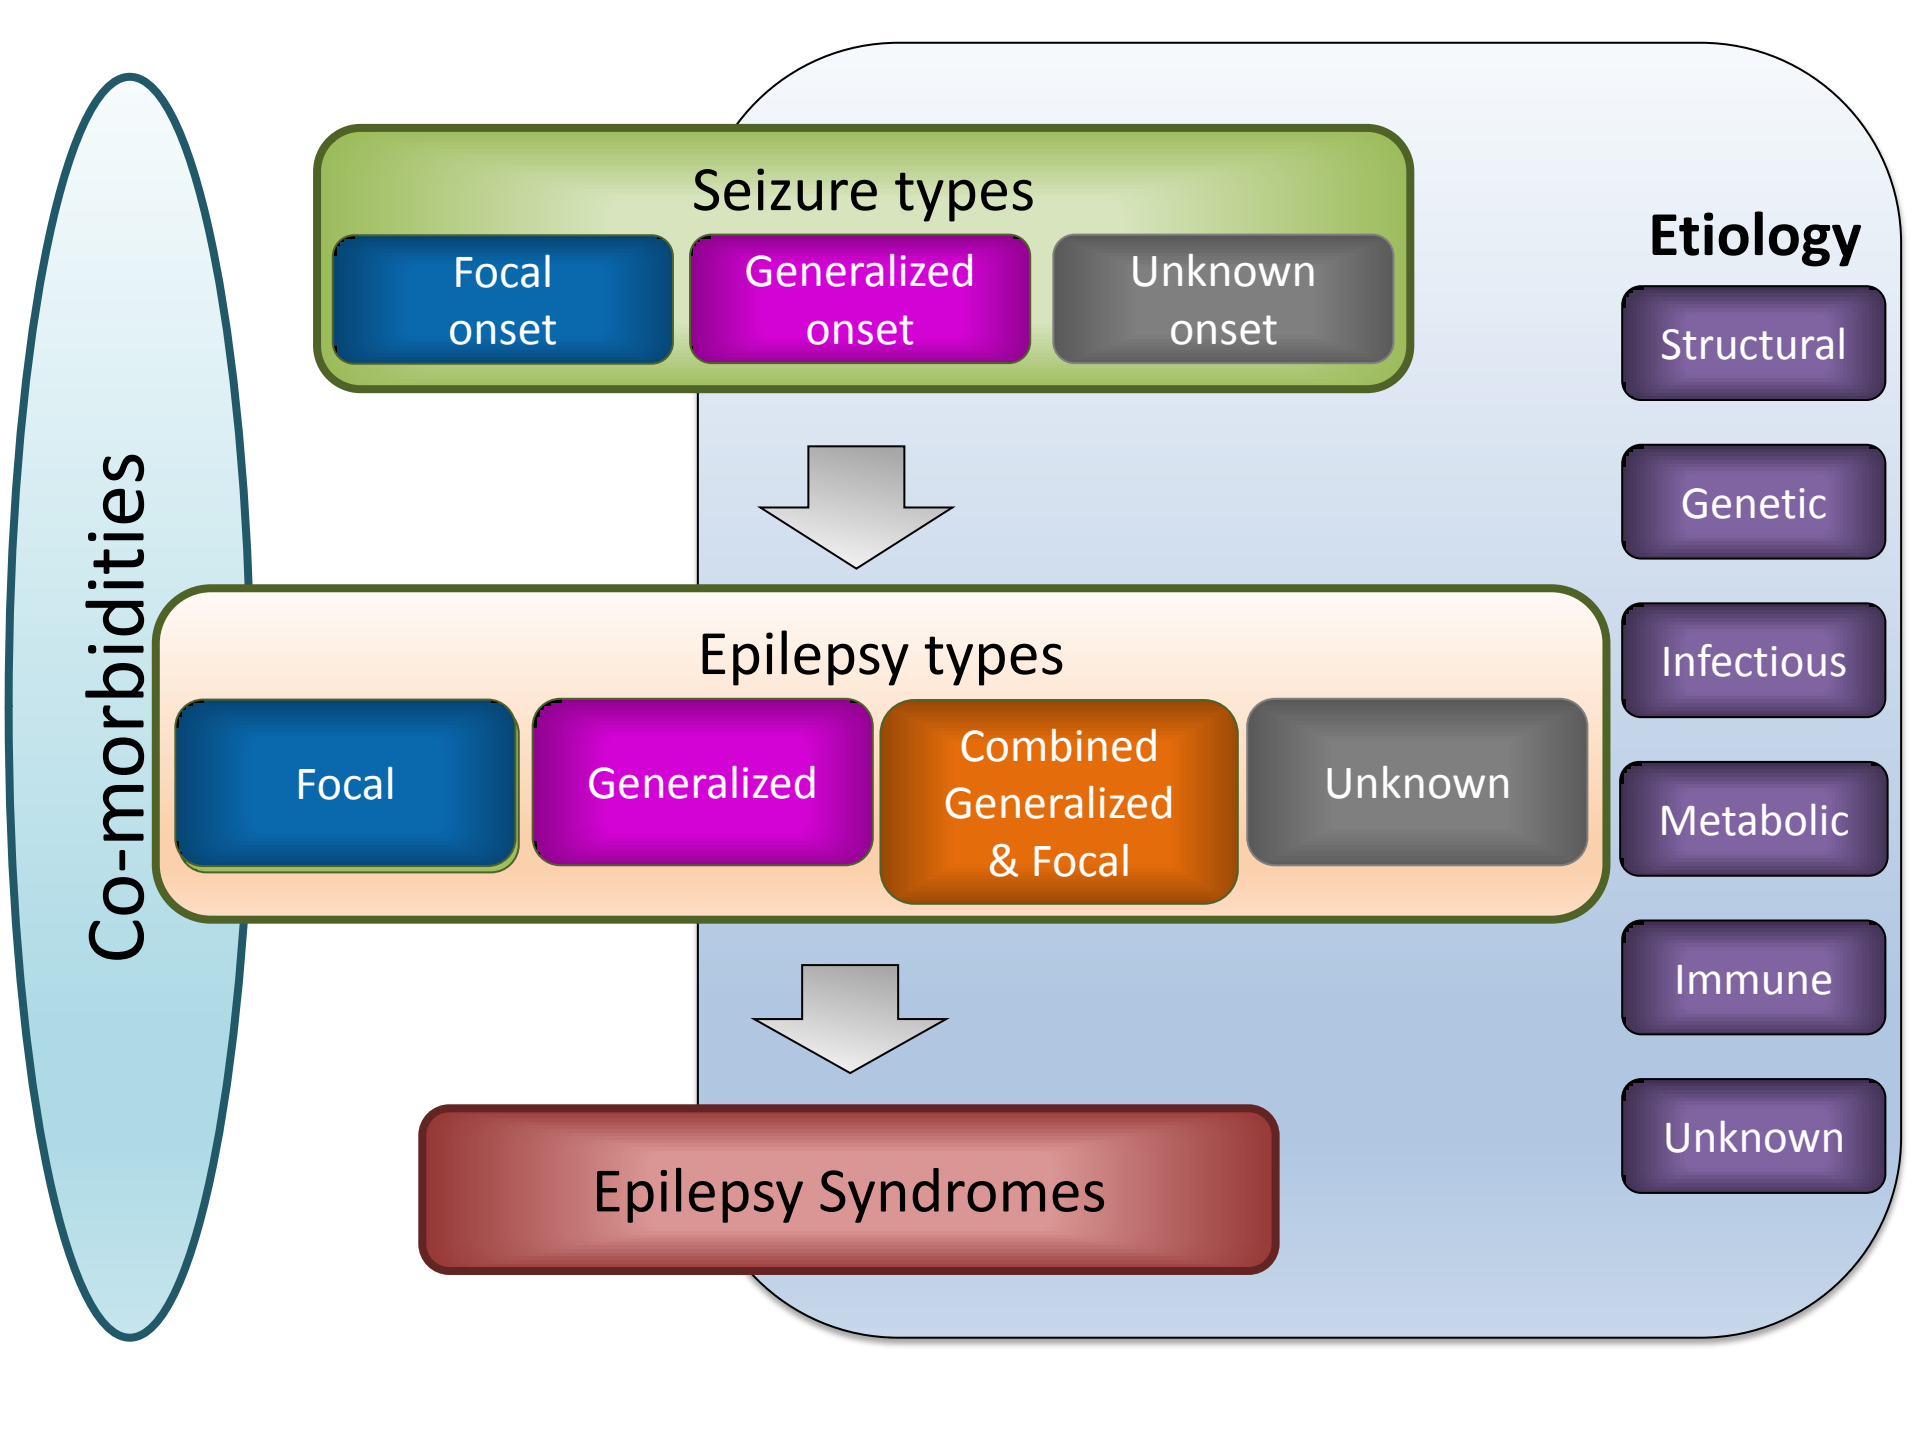 Co-morbidities
Seizure types
Focal
onset
Generalized
onset
Unknown
onset
Epilepsy types
Focal
Generalized
Combined
Generalized
& Focal
Unknown
Epilepsy Syndromes
Etiology
Structural
Genetic
Infectious
Metabolic
Immune
Unknown